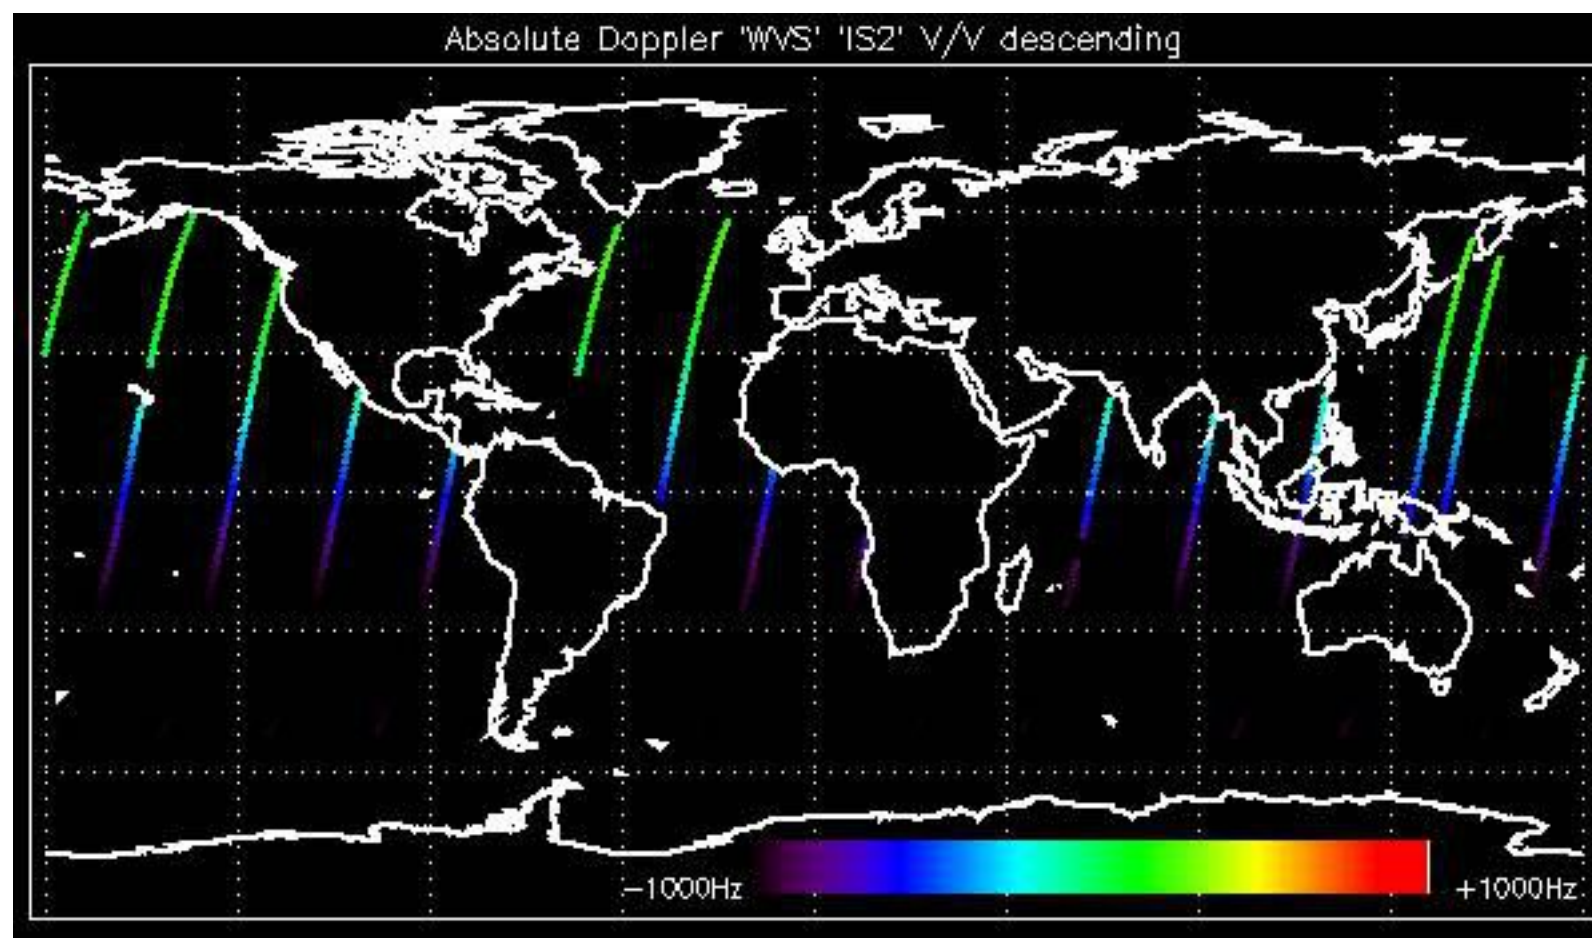 Absolute Doppler 'WVS' 'IS2' V/V descending
-1000Hz
+1000Hz